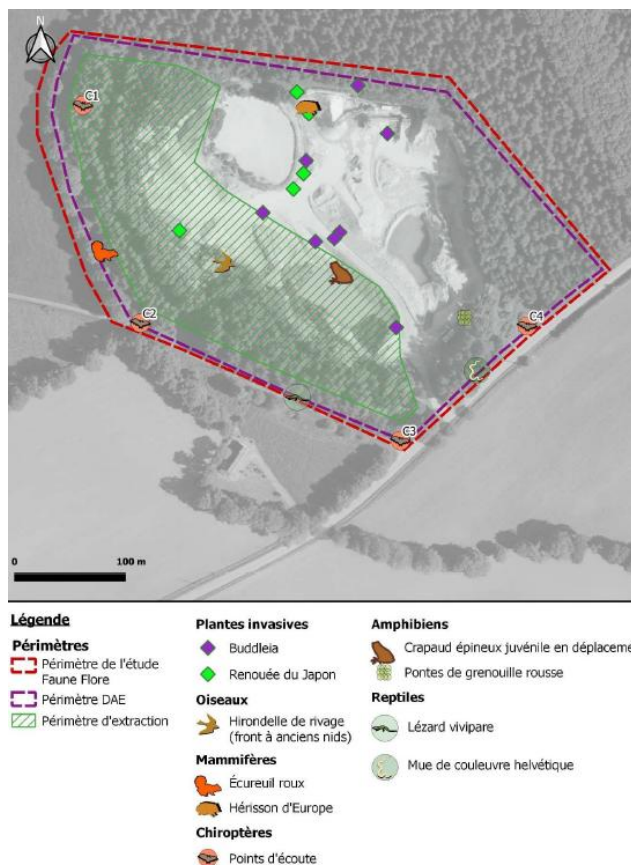 N
C1
C2
C4
C3
0 100 m
Légende
Périmètres
Périmètre de l'étude
Faune Flore
Périmètre DAE
Périmètre d'extraction
Plantes invasives
Buddleia
Renouée du Japon
Oiseaux
Hirondelle de rivage
(front à anciens nids)
Mammifères
Écureuil roux
Hérisson d'Europe
Chiroptères
Points d'écoute
Amphibiens
Crapaud épineux juvénile en déplaceme
Pontes de grenouille rousse
Reptiles
Lézard vivipare
Mue de couleuvre helvétique